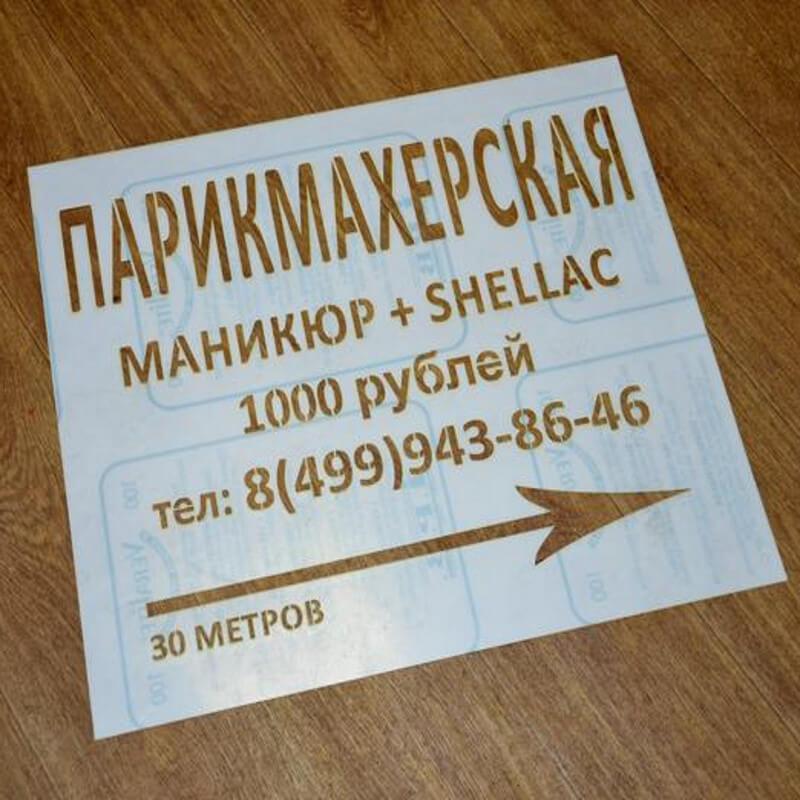 ПАРИКМАХЕРСКАЯ
МАНИКЮР + SHELLAC
1000 рублей
тел: 8(499)943-86-46
30 МЕТРОВ